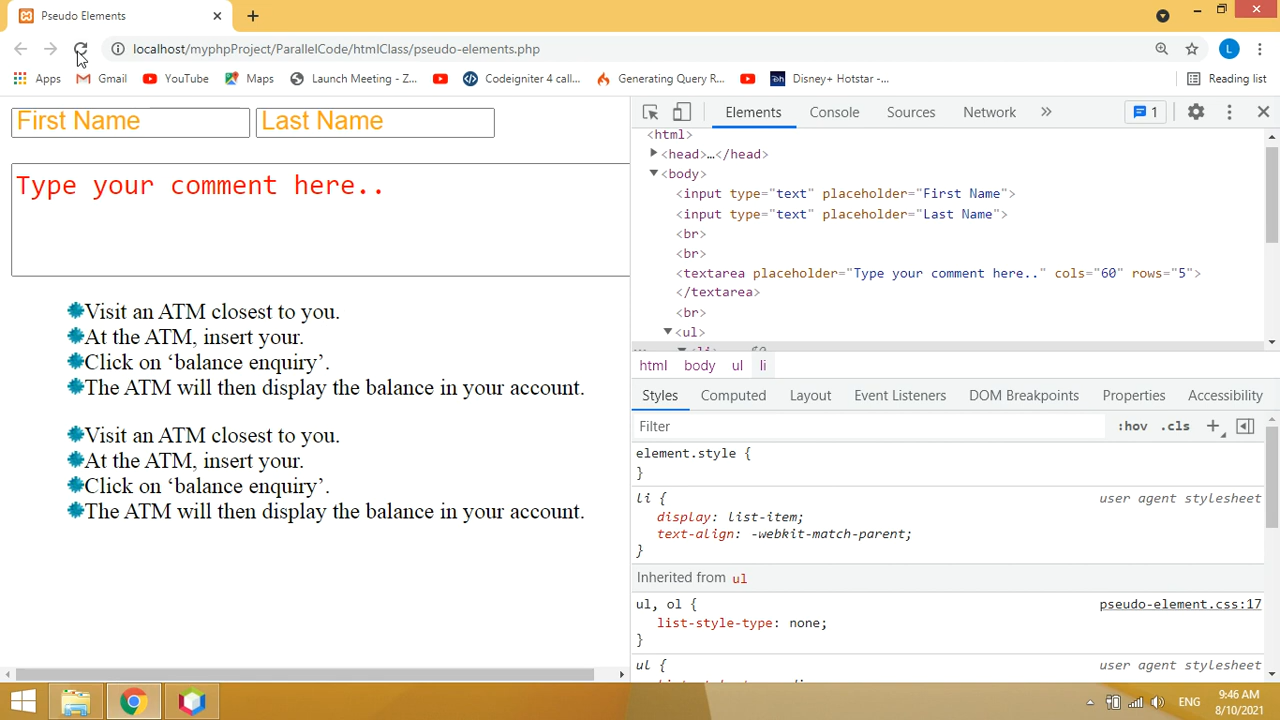 Pseudo Elements
localhost/myphpProject/ParallelCode/htmlClass/pseudo-elements.php
L
Apps
Gmail
YouTube
Maps
Launch Meeting - Z...
Codeigniter 4 call...
Generating Query R...
Disney+ Hotstar -...
Reading list
First Name
Last Name
Type your comment here..
Visit an ATM closest to you.
At the ATM, insert your.
Click on ‘balance enquiry’.
The ATM will then display the balance in your account.
Visit an ATM closest to you.
At the ATM, insert your.
Click on ‘balance enquiry’.
The ATM will then display the balance in your account.
Elements
Console
Sources
Network
1
<html>
<head>…</head>
<body>
<input type="text" placeholder="First Name">
<input type="text" placeholder="Last Name">
<br>
<br>
<textarea placeholder="Type your comment here.." cols="60" rows="5">
</textarea>
<br>
<ul>
html body ul li
Styles
Computed
Layout
Event Listeners
DOM Breakpoints
Properties
Accessibility
Filter
:hov .cls
element.style {
}
li { user agent stylesheet
display: list-item;
text-align: -webkit-match-parent;
}
Inherited from ul
ul, ol { pseudo-element.css:17
list-style-type: none;
}
ul { user agent stylesheet
ENG
9:46 AM
8/10/2021